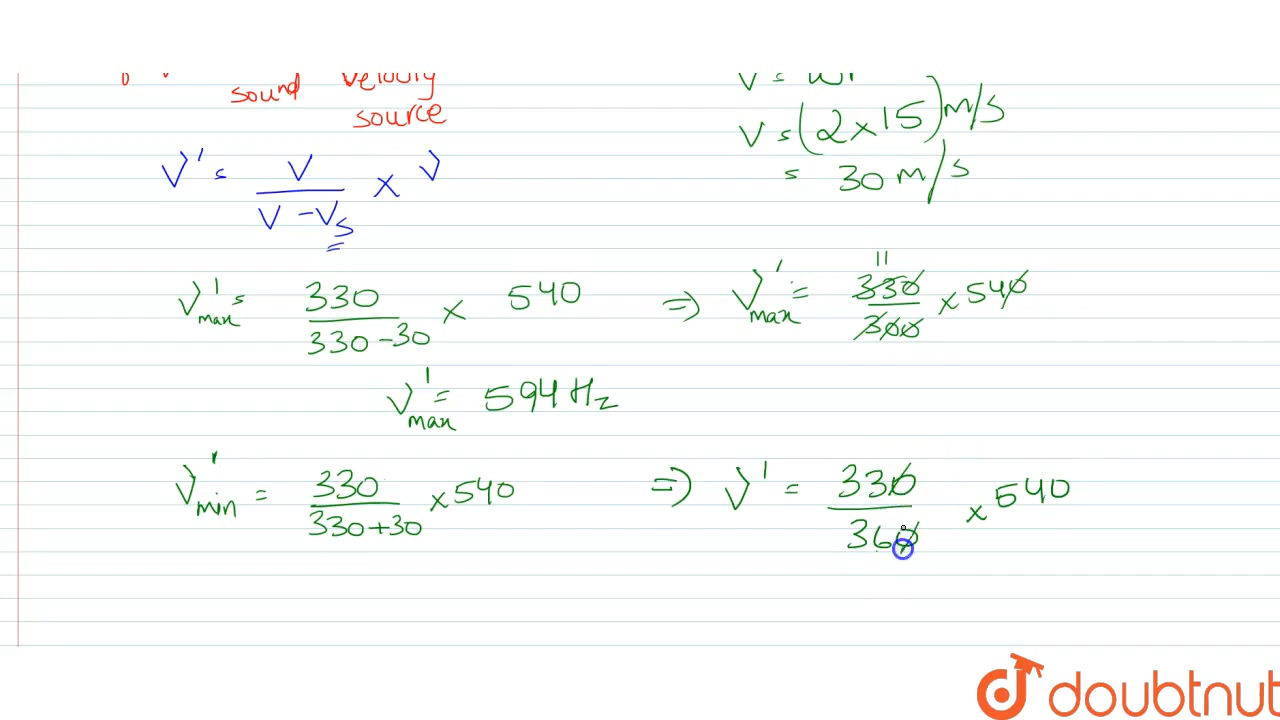 sound velocity
source
V = ωr
V = (2×15) m/s
= 30 m/s
ν' = V / (V - Vs) × ν
ν'max = 330 / (330-30) × 540 ⇒ ν'max = 330 / 300 × 540
11
ν'max = 594 Hz
ν'min = 330 / (330+30) × 540 ⇒ ν' = 330 / 360 × 540
doubtnut